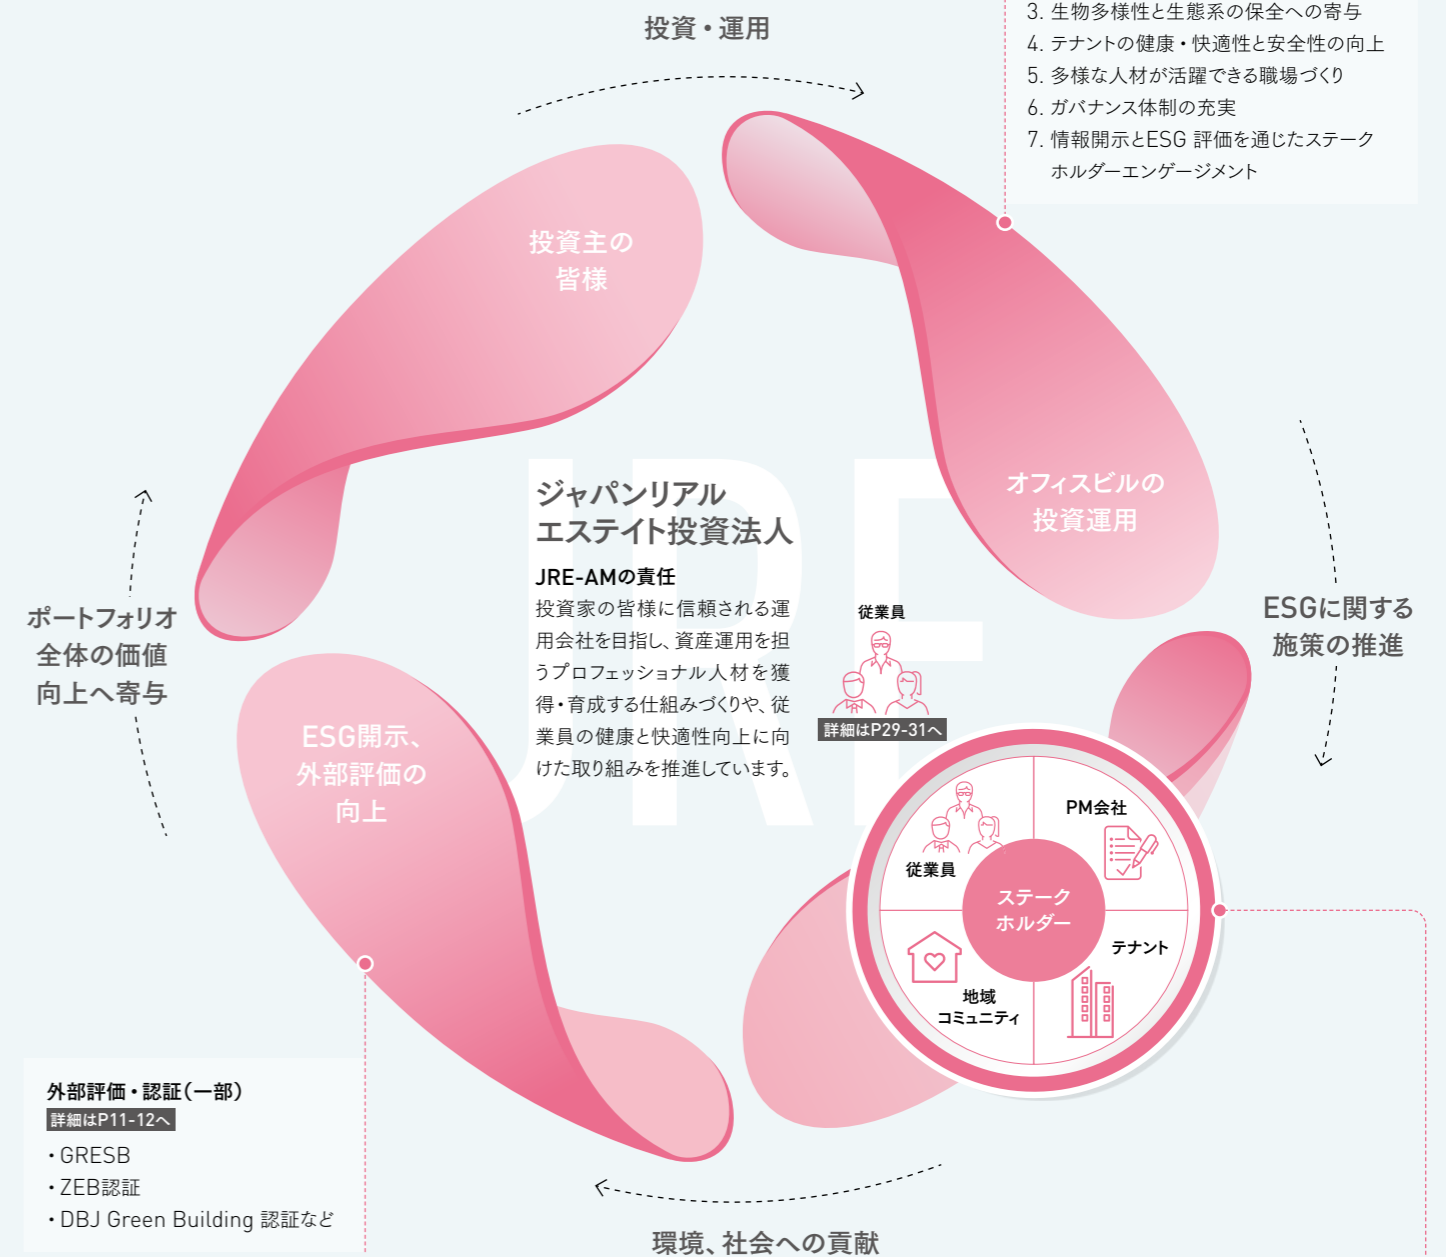 投資・運用
3. 生物多様性と生態系の保全への寄与
4. テナントの健康・快適性と安全性の向上
5. 多様な人材が活躍できる職場づくり
6. ガバナンス体制の充実
7. 情報開示とESG 評価を通じたステーク
ホルダーエンゲージメント
投資主の
皆様
オフィスビルの
投資運用
JRE
ジャパンリアル
エステイト投資法人
JRE-AMの責任
投資家の皆様に信頼される運
用会社を目指し、資産運用を担
うプロフェッショナル人材を獲
得・育成する仕組みづくりや、従
業員の健康と快適性向上に向
けた取り組みを推進しています。
従業員
詳細はP29-31へ
ESGに関する
施策の推進
ポートフォリオ
全体の価値
向上へ寄与
ESG開示、
外部評価の
向上
従業員
PM会社
ステーク
ホルダー
地域
コミュニティ
テナント
外部評価・認証(一部)
詳細はP11-12へ
・GRESB
・ZEB認証
・DBJ Green Building 認証など
環境、社会への貢献